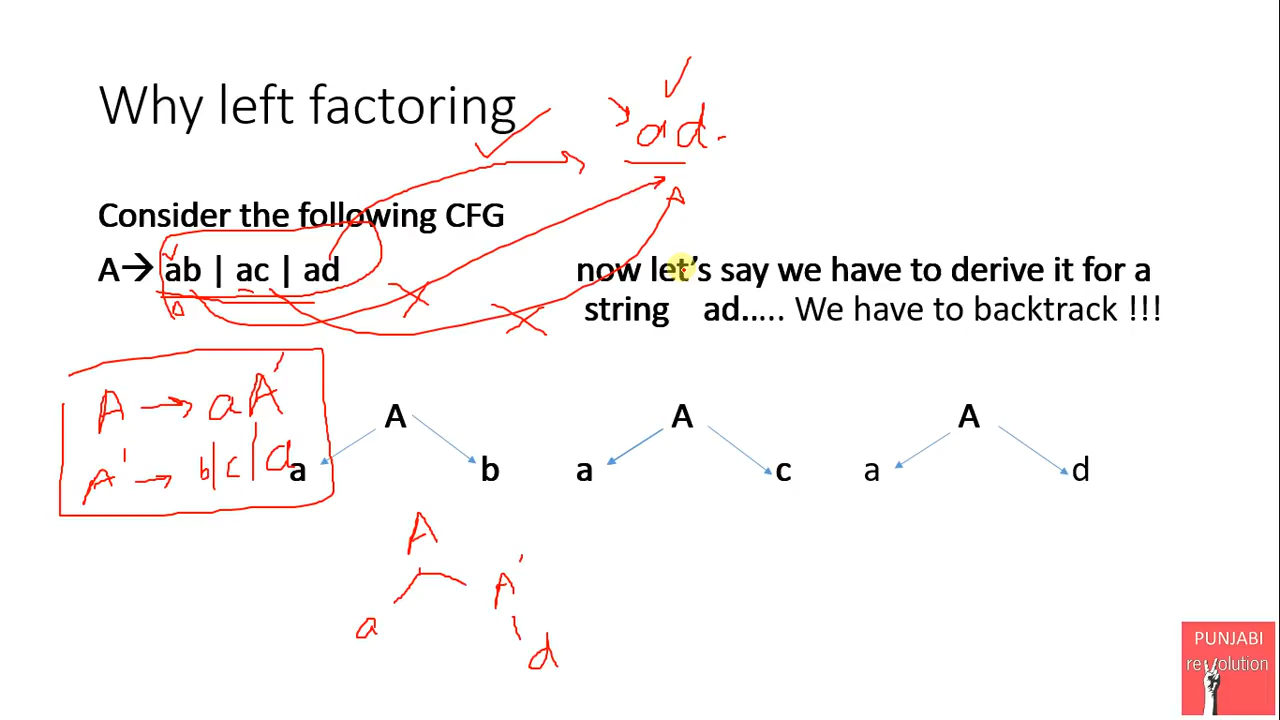 Why left factoring
ad.
Consider the following CFG
A→ ab | ac | ad
now let's say we have to derive it for a
string ad..... We have to backtrack !!!
A → aA'
A' → b|c|d
A
a b
A
a c
A
a d
A
a A'
d
PUNJABI
revolution